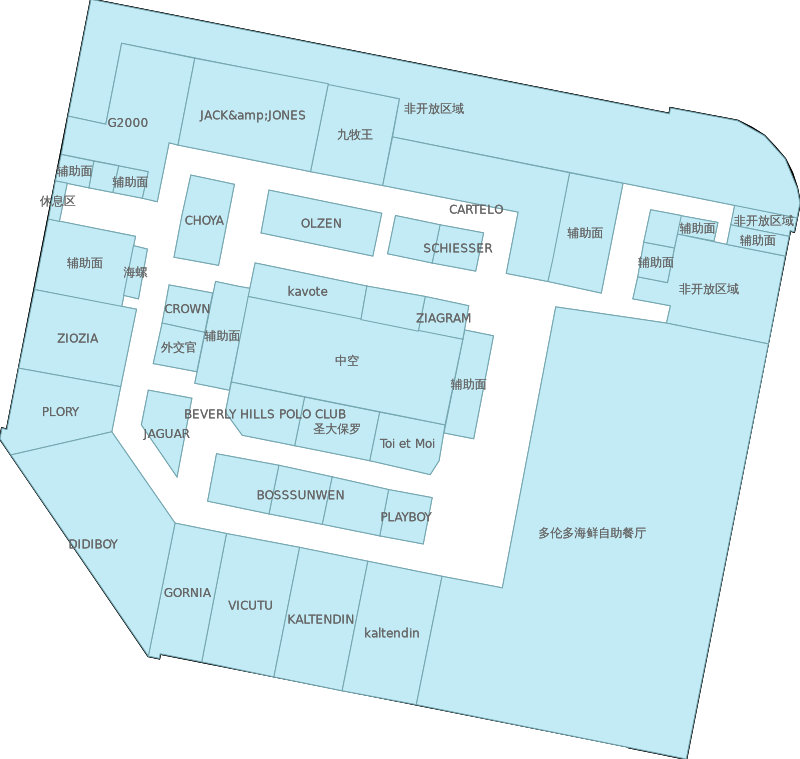 非开放区域
G2000
JACK&amp;JONES
九牧王
辅助面
辅助面
休息区
CHOYA
OLZEN
CARTELO
SCHIESSER
辅助面
辅助面
非开放区域
辅助面
辅助面
非开放区域
辅助面
海螺
kavote
CROWN
ZIAGRAM
ZIOZIA
外交官
辅助面
中空
辅助面
PLORY
JAGUAR
BEVERLY HILLS POLO CLUB
圣大保罗
Toi et Moi
BOSSSUNWEN
PLAYBOY
DIDIBOY
多伦多海鲜自助餐厅
GORNIA
VICUTU
KALTENDIN
kaltendin